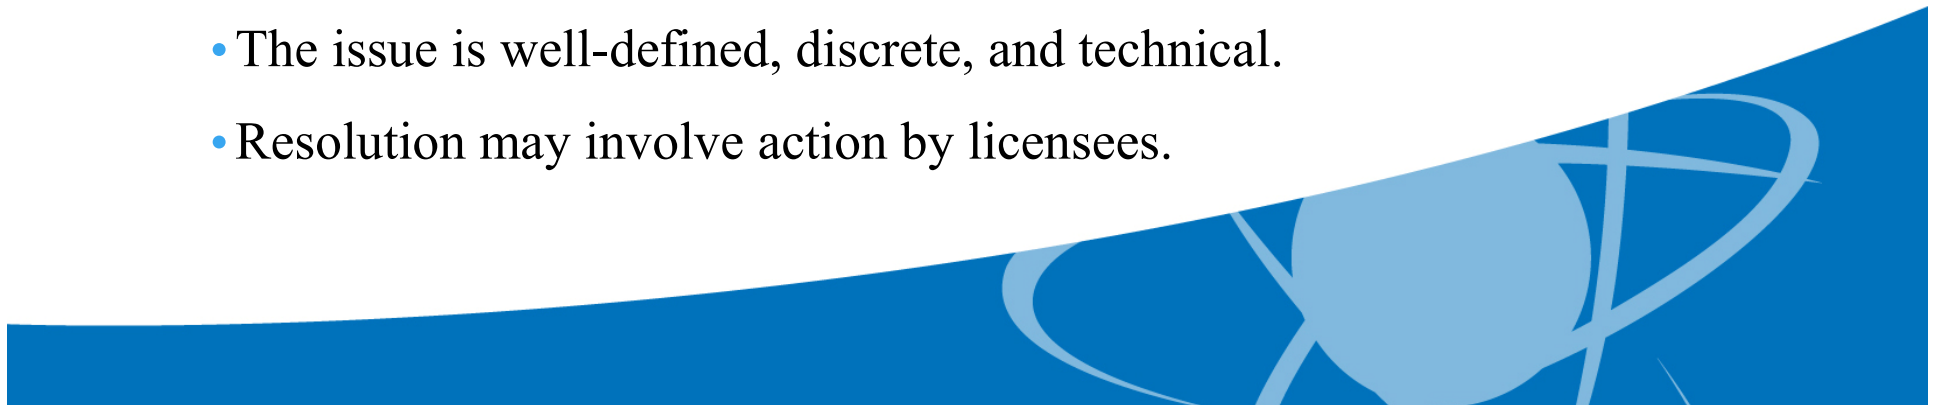 • The issue is well-defined, discrete, and technical.
• Resolution may involve action by licensees.